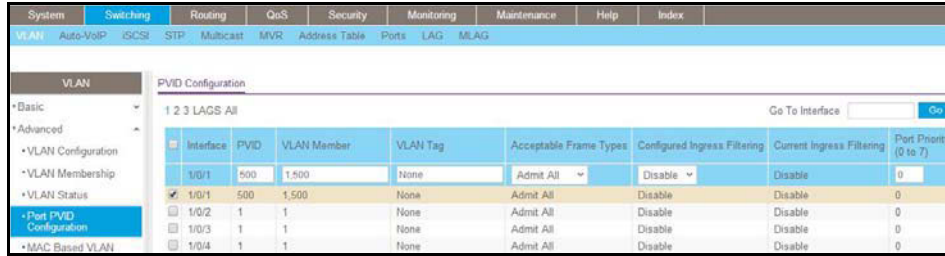 System Switching Routing QoS Security Monitoring Maintenance Help Index
VLAN Auto-VoIP iSCSI STP Multicast MVR Address Table Ports LAG MLAG
VLAN
Basic
Advanced
VLAN Configuration
VLAN Membership
VLAN Status
Port PVID
Configuration
MAC Based VLAN
PVID Configuration
1 2 3 LAGS All Go To Interface Go
Interface PVID VLAN Member VLAN Tag Acceptable Frame Types Configured Ingress Filtering Current Ingress Filtering Port Priorit
(0 to 7)
1/0/1 500 1,500 None Admit All Disable Disable 0
1/0/1 500 1,500 None Admit All Disable Disable 0
1/0/2 1 1 None Admit All Disable Disable 0
1/0/3 1 1 None Admit All Disable Disable 0
1/0/4 1 1 None Admit All Disable Disable 0